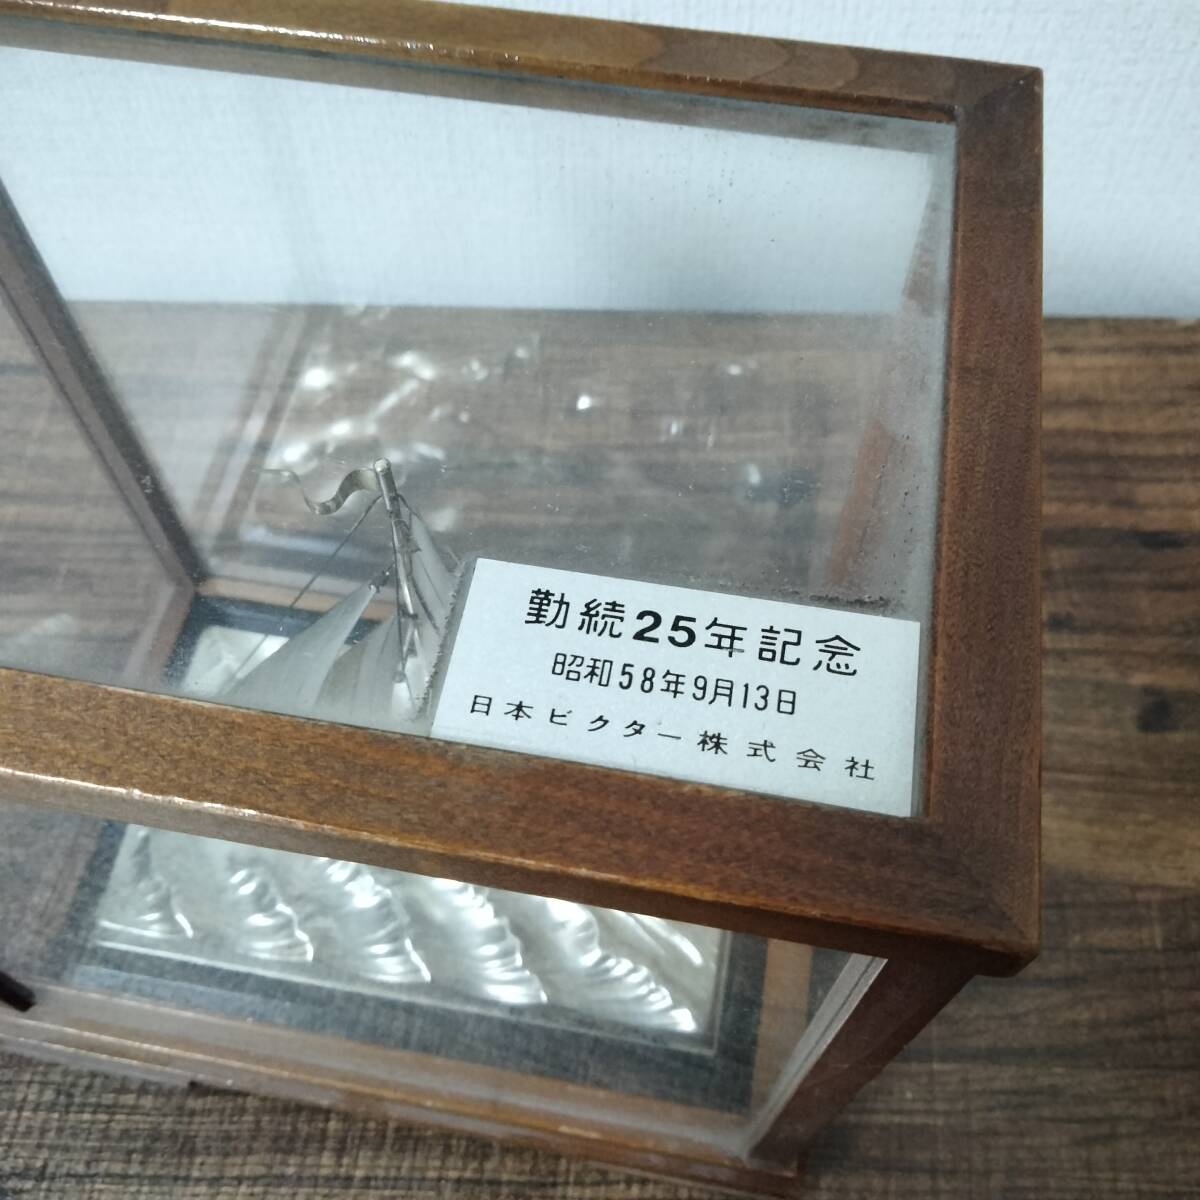 勤続25年記念
昭和58年9月13日
日本ビクター株式会社